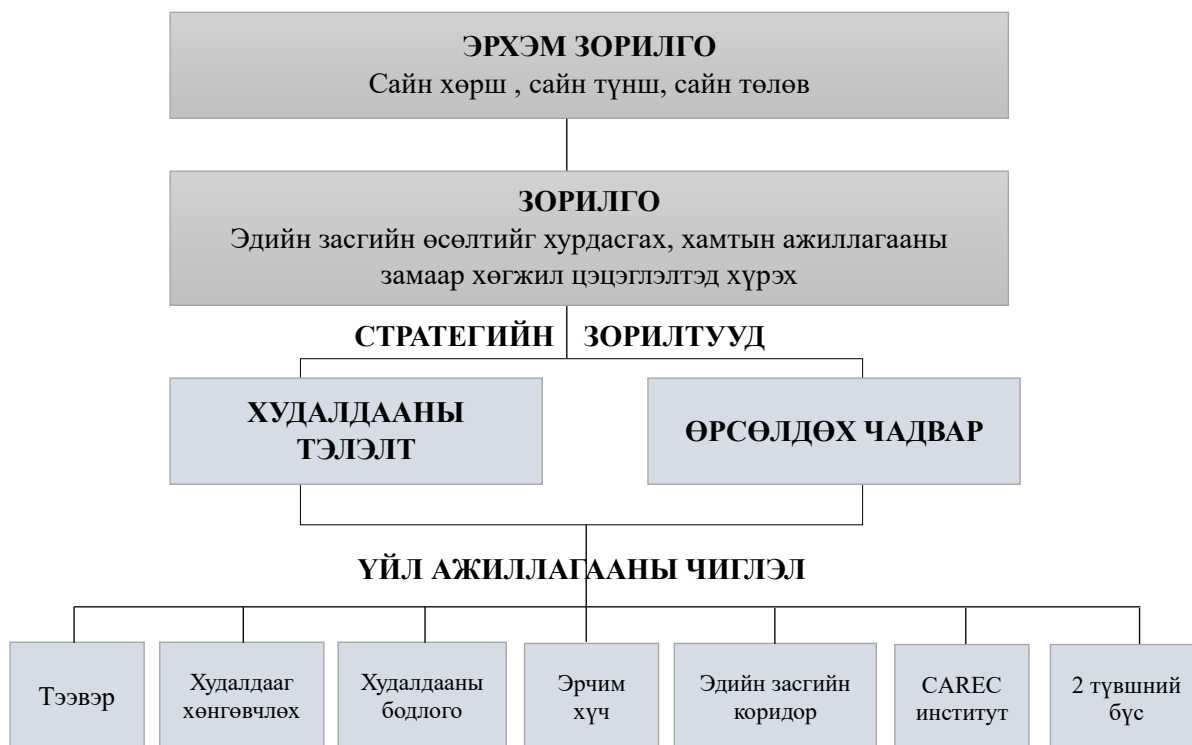 ЭРХЭМ ЗОРИЛГО
Сайн хөрш , сайн түнш, сайн төлөв
ЗОРИЛГО
Эдийн засгийн өсөлтийг хурдасгах, хамтын ажиллагааны
замаар хөгжил цэцэглэлтэд хүрэх
СТРАТЕГИЙН ЗОРИЛТУУД
ХУДАЛДААНЫ
ТЭЛЭЛТ
ӨРСӨЛДӨХ ЧАДВАР
ҮЙЛ АЖИЛЛАГААНЫ ЧИГЛЭЛ
Тээвэр
Худалдааг
хөнгөвчлөх
Худалдааны
бодлого
Эрчим
хүч
Эдийн засгийн
коридор
CAREC
институт
2 түвшний
бүс